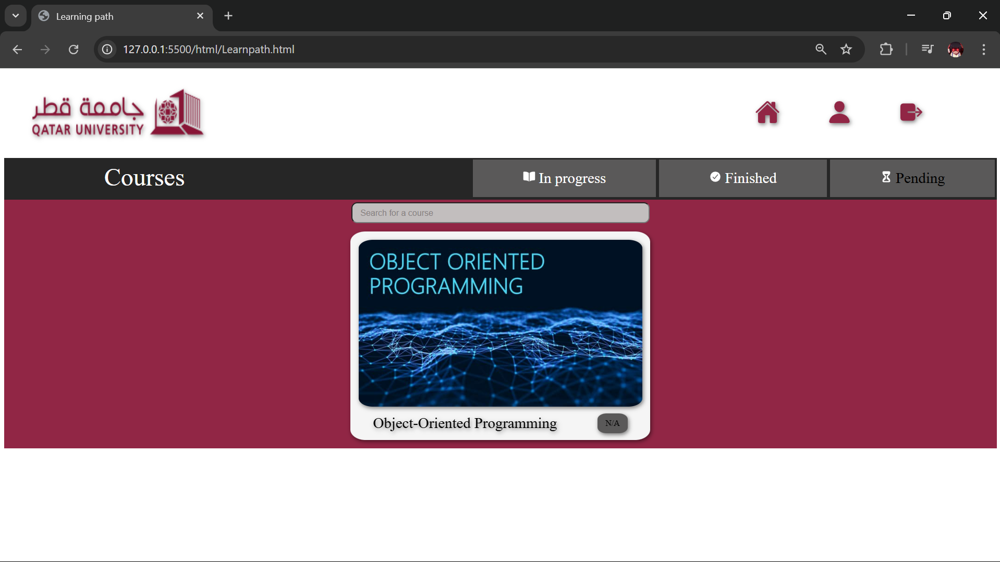 Learning path
127.0.0.1:5500/html/Learnpath.html
جامعة قطر
QATAR UNIVERSITY
Courses
In progress
Finished
Pending
Search for a course
OBJECT ORIENTED
PROGRAMMING
Object-Oriented Programming
N/A